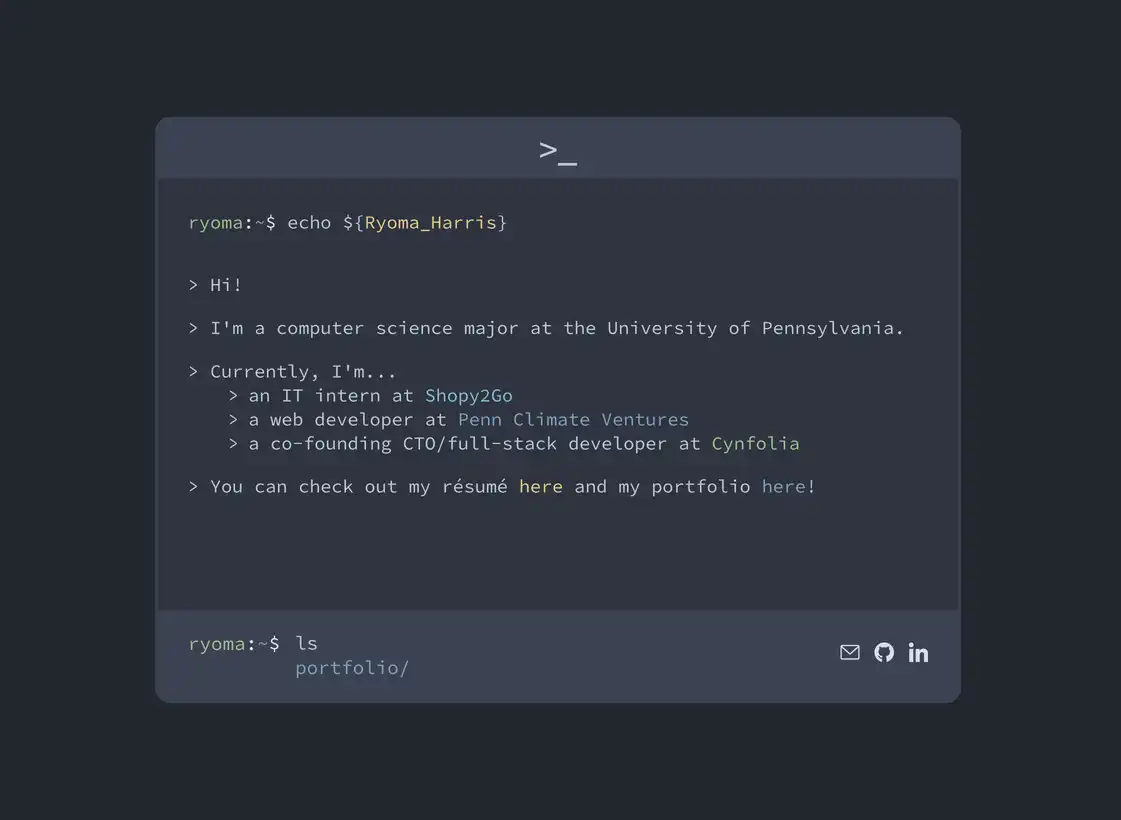 >_
ryoma:~$ echo ${Ryoma_Harris}
> Hi!
> I'm a computer science major at the University of Pennsylvania.
> Currently, I'm...
> an IT intern at Shopy2Go
> a web developer at Penn Climate Ventures
> a co-founding CTO/full-stack developer at Cynfolia
> You can check out my résumé here and my portfolio here!
ryoma:~$ ls
portfolio/
in